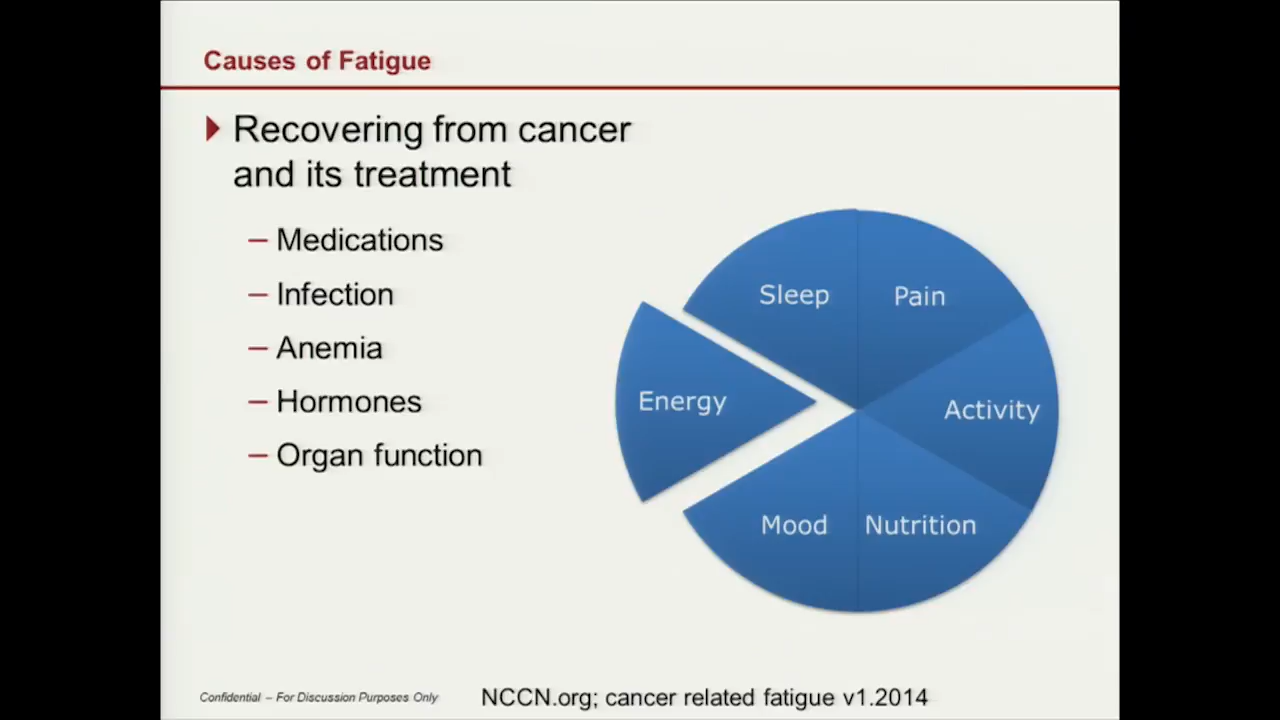 Causes of Fatigue
Recovering from cancer
and its treatment
– Medications
– Infection
– Anemia
– Hormones
– Organ function
Sleep
Pain
Energy
Activity
Mood
Nutrition
Confidential – For Discussion Purposes Only
NCCN.org; cancer related fatigue v1.2014